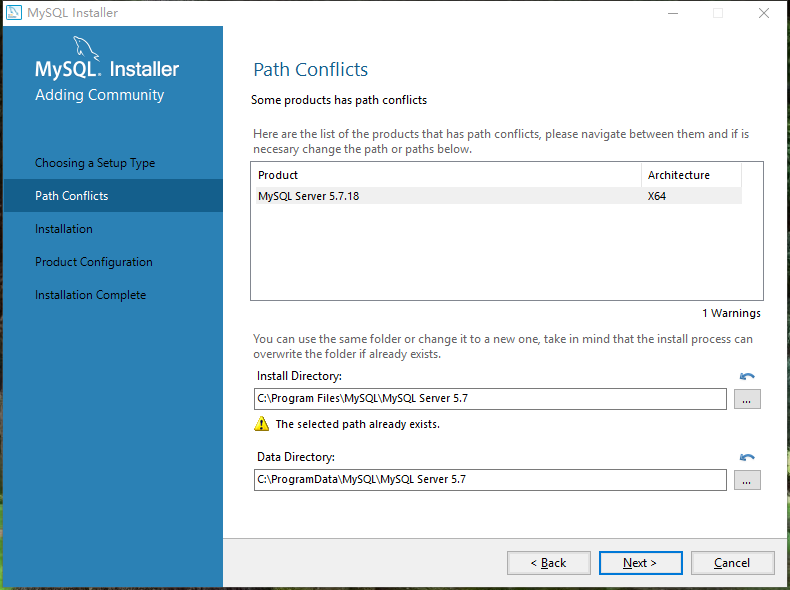 MySQL Installer
MySQL. Installer
Adding Community
Choosing a Setup Type
Path Conflicts
Installation
Product Configuration
Installation Complete
Path Conflicts
Some products has path conflicts
Here are the list of the products that has path conflicts, please navigate between them and if is
necesary change the path or paths below.
Product Architecture
MySQL Server 5.7.18 X64
1 Warnings
You can use the same folder or change it to a new one, take in mind that the install process can
overwrite the folder if already exists.
Install Directory:
C:\Program Files\MySQL\MySQL Server 5.7
...
The selected path already exists.
Data Directory:
C:\ProgramData\MySQL\MySQL Server 5.7
...
< Back Next > Cancel